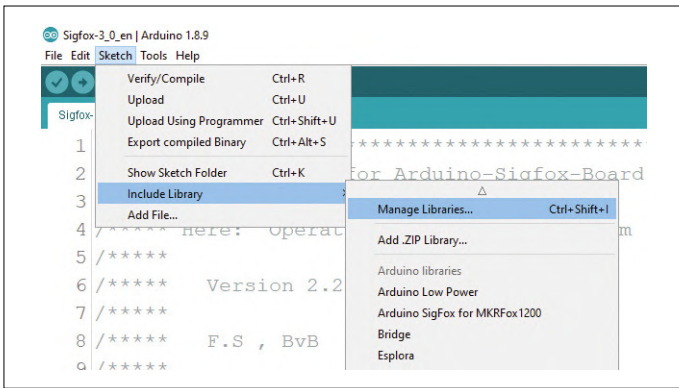 Sigfox-3_0_en | Arduino 1.8.9
File Edit Sketch Tools Help
Verify/Compile Ctrl+R
Upload Ctrl+U
Upload Using Programmer Ctrl+Shift+U
Export compiled Binary Ctrl+Alt+S
Show Sketch Folder Ctrl+K
Include Library
Add File...
Manage Libraries... Ctrl+Shift+I
Add .ZIP Library...
Arduino libraries
Arduino Low Power
Arduino SigFox for MKRFox1200
Bridge
Esplora
Sigfox-
1 ************************
2 for Arduino-Sigfox-Board
3
4 /***** Here: Operat m
5 /*****
6 /***** Version 2.2
7 /*****
8 /***** F.S , BvB
9 /*****